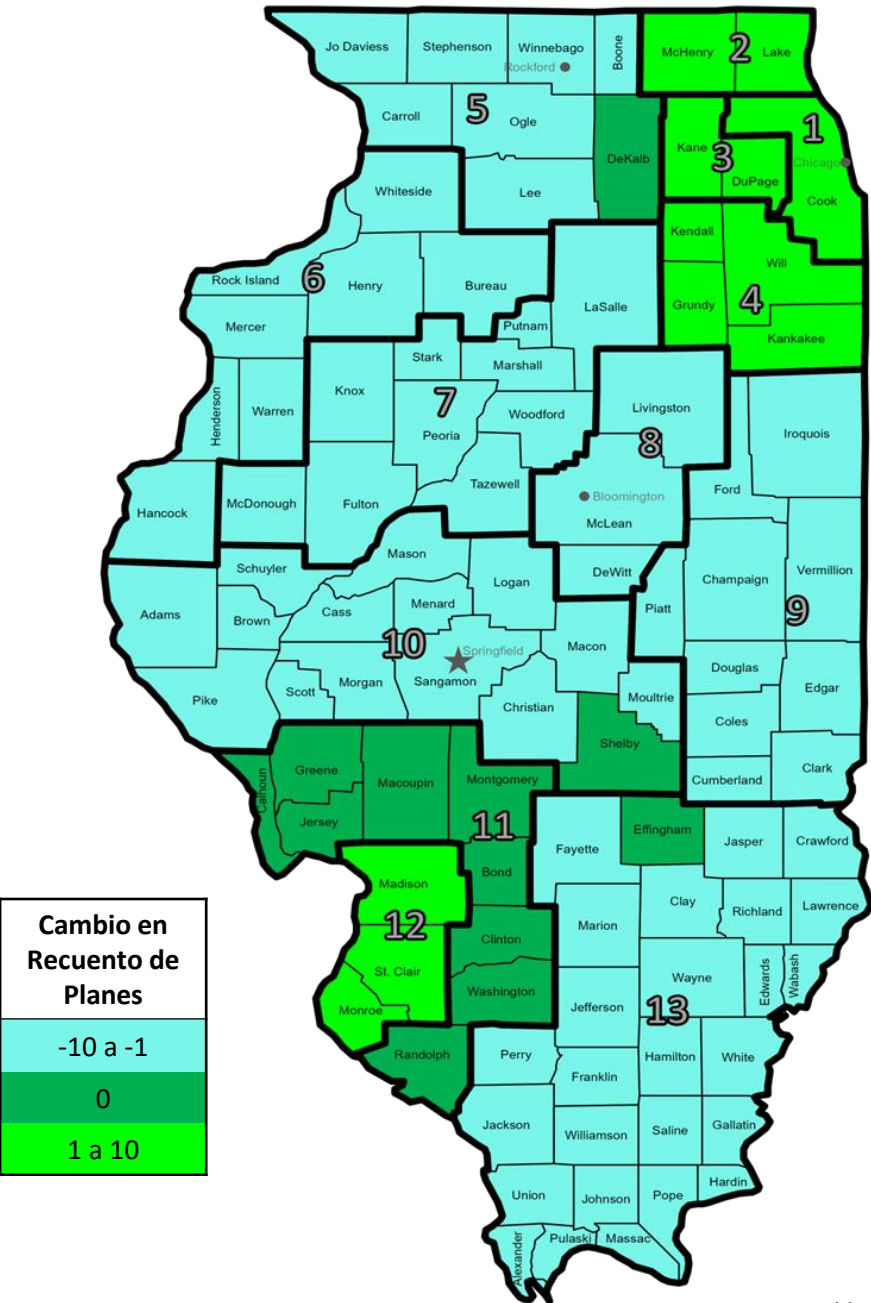 Jo Daviess
Stephenson
Winnebago
Boone
McHenry
2
Lake
Rockford
Carroll
5
Ogle
DeKalb
Kane
3
1
Chicago
DuPage
Cook
Whiteside
Lee
Kendall
Will
Rock Island
6
Henry
Bureau
LaSalle
Grundy
4
Mercer
Putnam
Kankakee
Stark
Marshall
Henderson
Warren
Knox
7
Peoria
Woodford
Livingston
8
Iroquois
Hancock
McDonough
Fulton
Tazewell
Bloomington
McLean
Ford
Schuyler
Mason
Logan
DeWitt
Champaign
Vermillion
Adams
Brown
Cass
Menard
Piatt
9
10
Springfield
Macon
Pike
Scott
Morgan
Sangamon
Christian
Moultrie
Douglas
Edgar
Coles
Shelby
Calhoun
Greene
Macoupin
Montgomery
Cumberland
Clark
Jersey
11
Effingham
Fayette
Jasper
Crawford
Madison
Bond
Clay
Richland
Lawrence
12
Marion
Clinton
St. Clair
Wayne
Edwards
Wabash
Washington
Monroe
Jefferson
13
Randolph
Perry
Hamilton
White
Franklin
Jackson
Williamson
Saline
Gallatin
Union
Johnson
Pope
Hardin
Alexander
Pulaski
Massac
Cambio en
Recuento de
Planes
-10 a -1
0
1 a 10